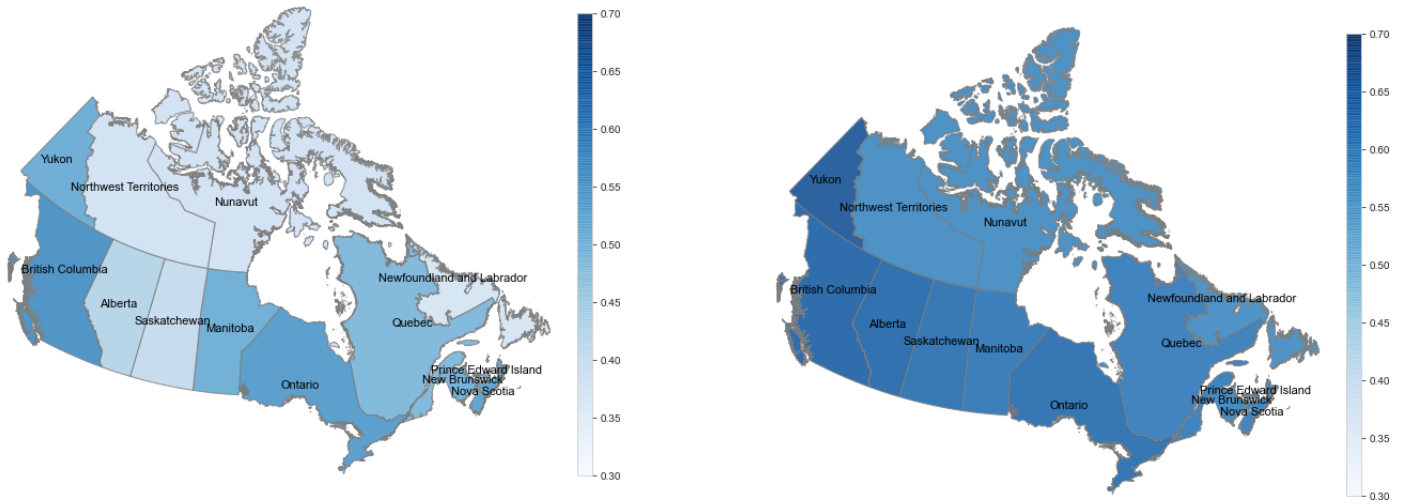 0.70
0.65
0.60
0.55
0.50
0.45
0.40
0.35
0.30
Yukon
Northwest Territories
Nunavut
British Columbia
Alberta
Saskatchewan
Manitoba
Ontario
Quebec
Newfoundland and Labrador
Prince Edward Island
New Brunswick
Nova Scotia
0.70
0.65
0.60
0.55
0.50
0.45
0.40
0.35
0.30
Yukon
Northwest Territories
Nunavut
British Columbia
Alberta
Saskatchewan
Manitoba
Ontario
Quebec
Newfoundland and Labrador
Prince Edward Island
New Brunswick
Nova Scotia